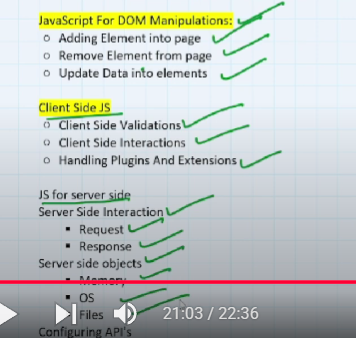 JavaScript For DOM Manipulations:
o Adding Element into page
o Remove Element from page
o Update Data into elements
Client Side JS
o Client Side Validations
o Client Side Interactions
o Handling Plugins And Extensions
JS for server side
Server Side Interaction
▪ Request
▪ Response
Server side objects
▪ Memory
▪ OS
▪ Files
21:03 / 22:36
Configuring API's